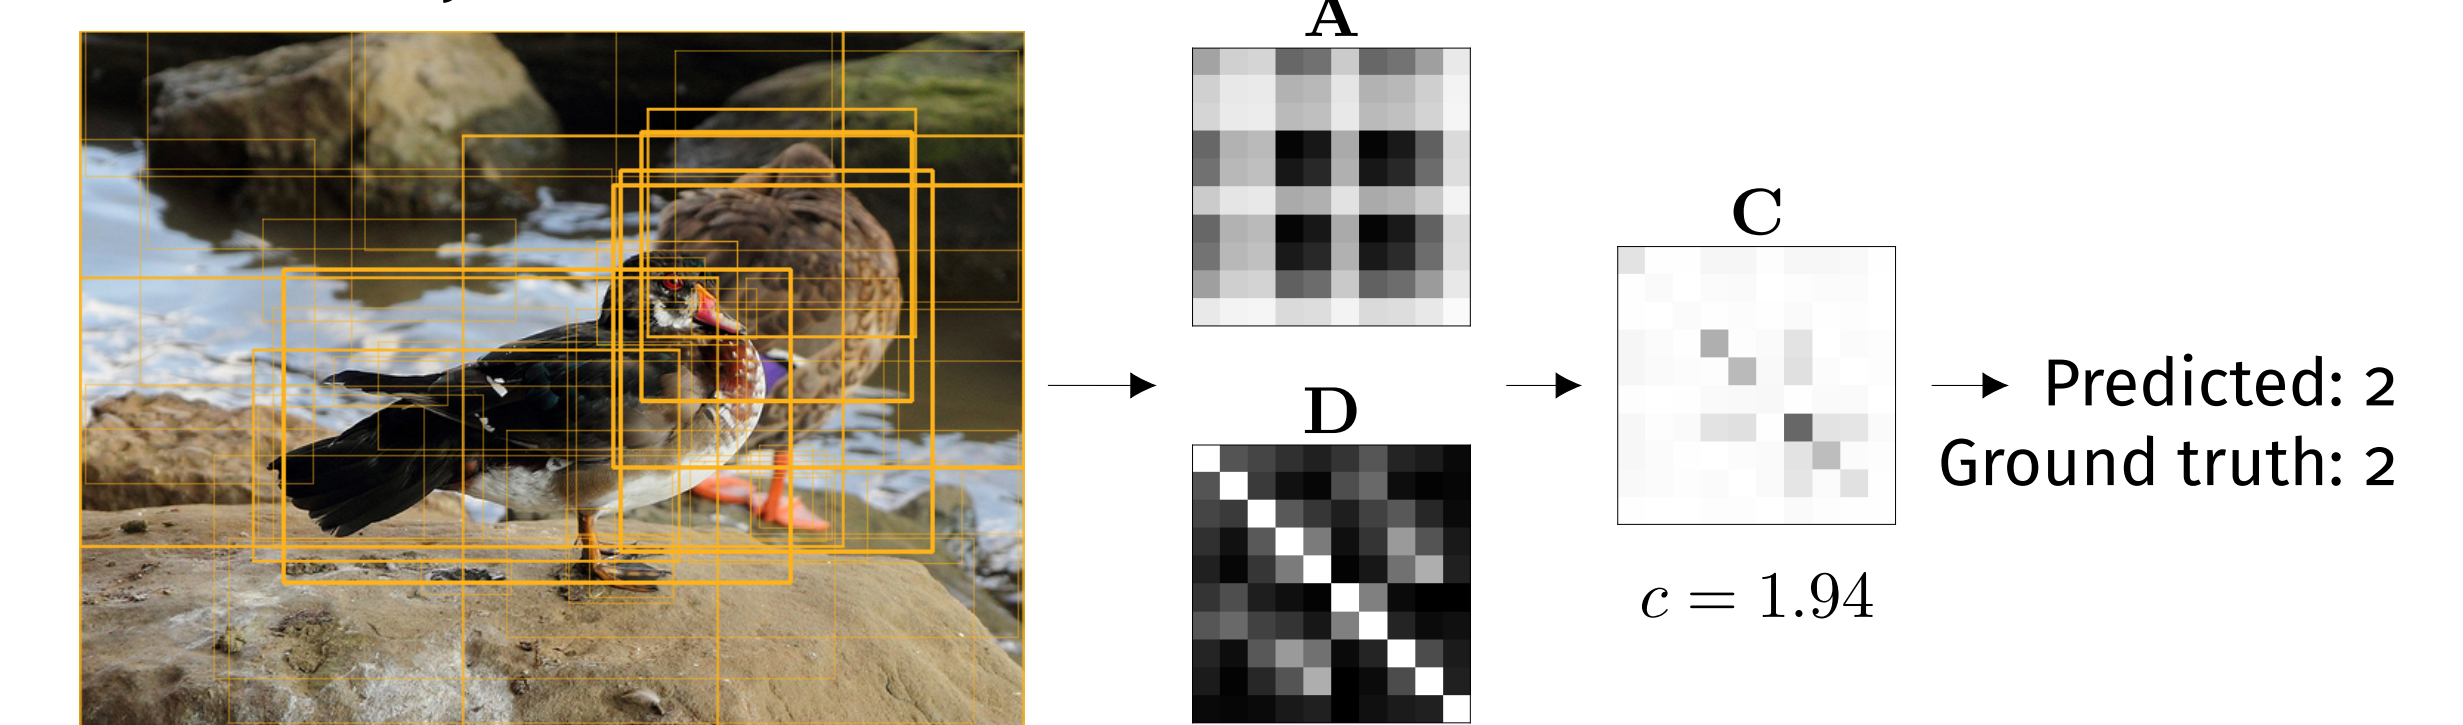 A
D
C
c = 1.94
Predicted: 2
Ground truth: 2